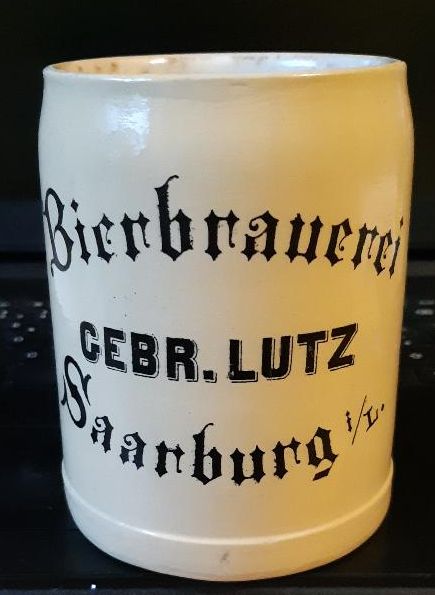 Bierbrauerei
GEBR. LUTZ
Saarburg i/L.